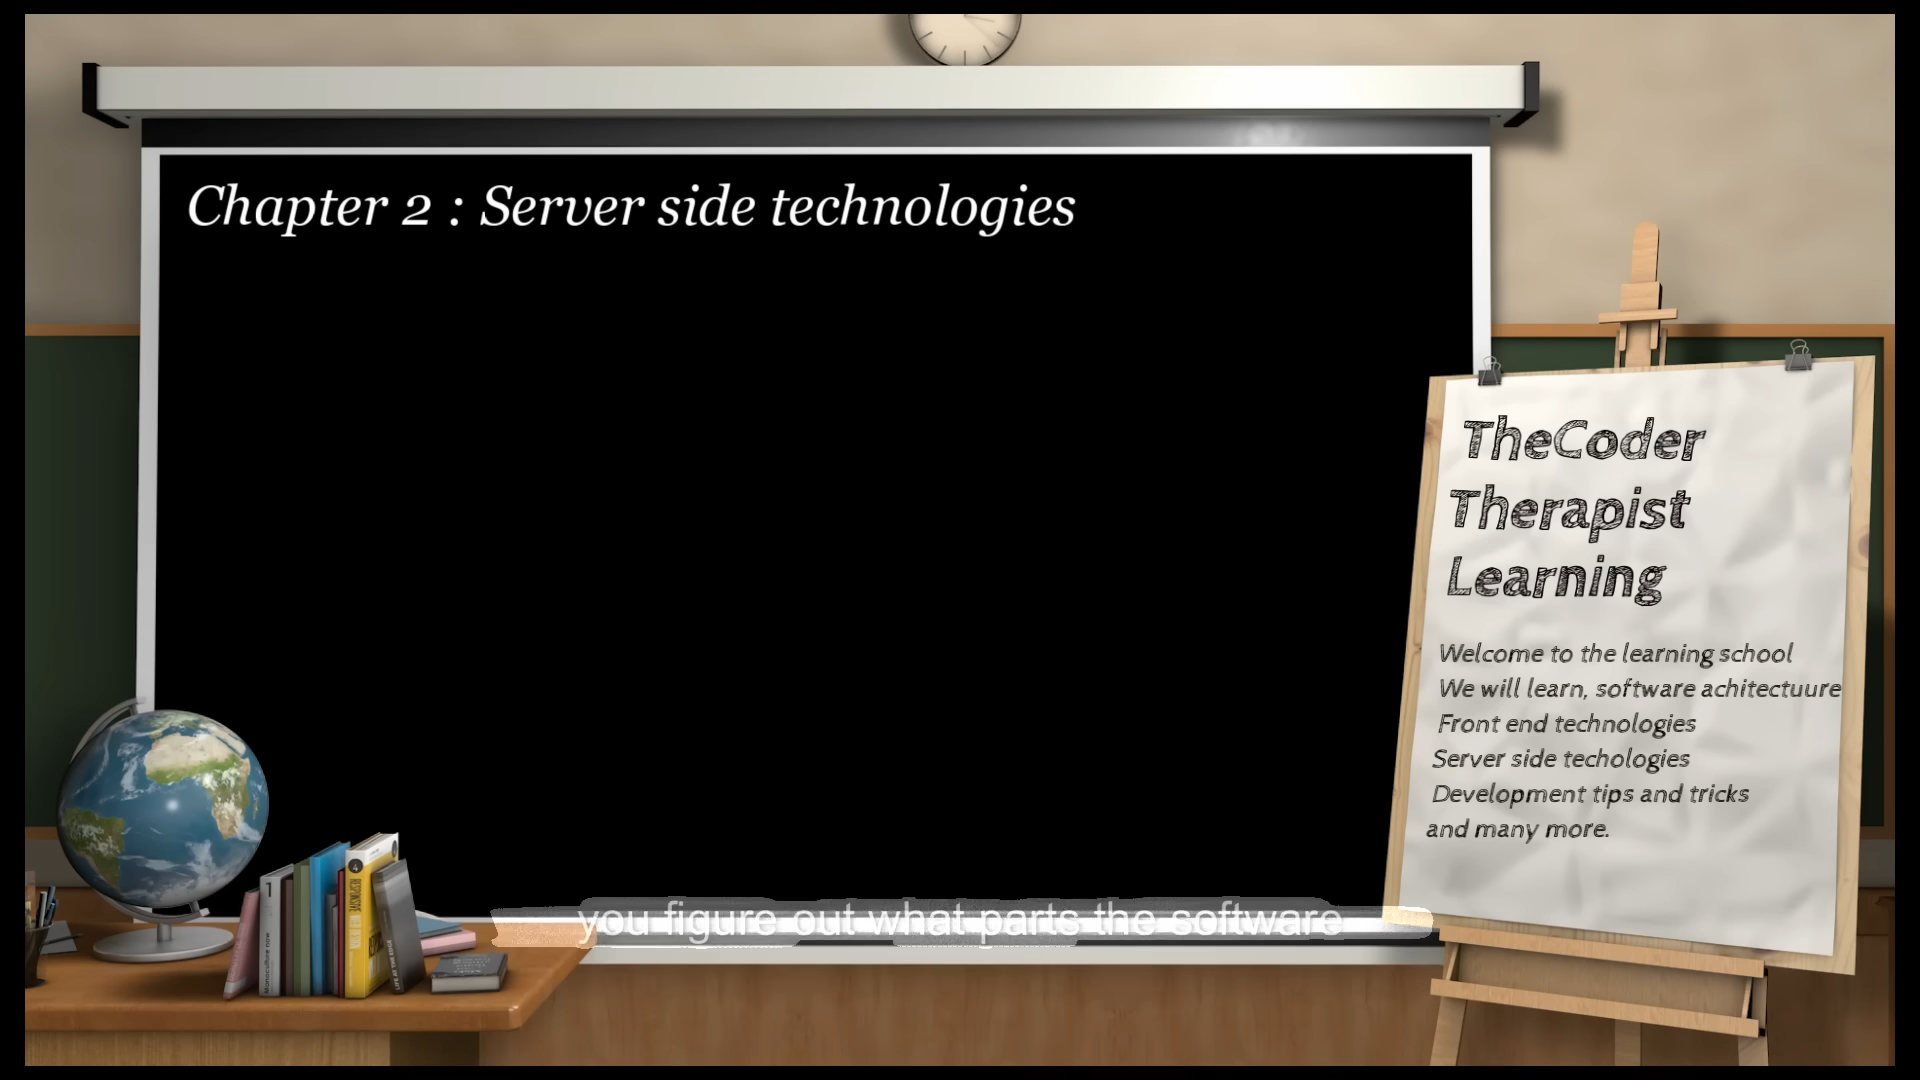 Chapter 2 : Server side technologies
TheCoder
Therapist
Learning
Welcome to the learning school
We will learn, software achitectuure
Front end technologies
Server side techologies
Development tips and tricks
and many more.
you figure out what parts the software